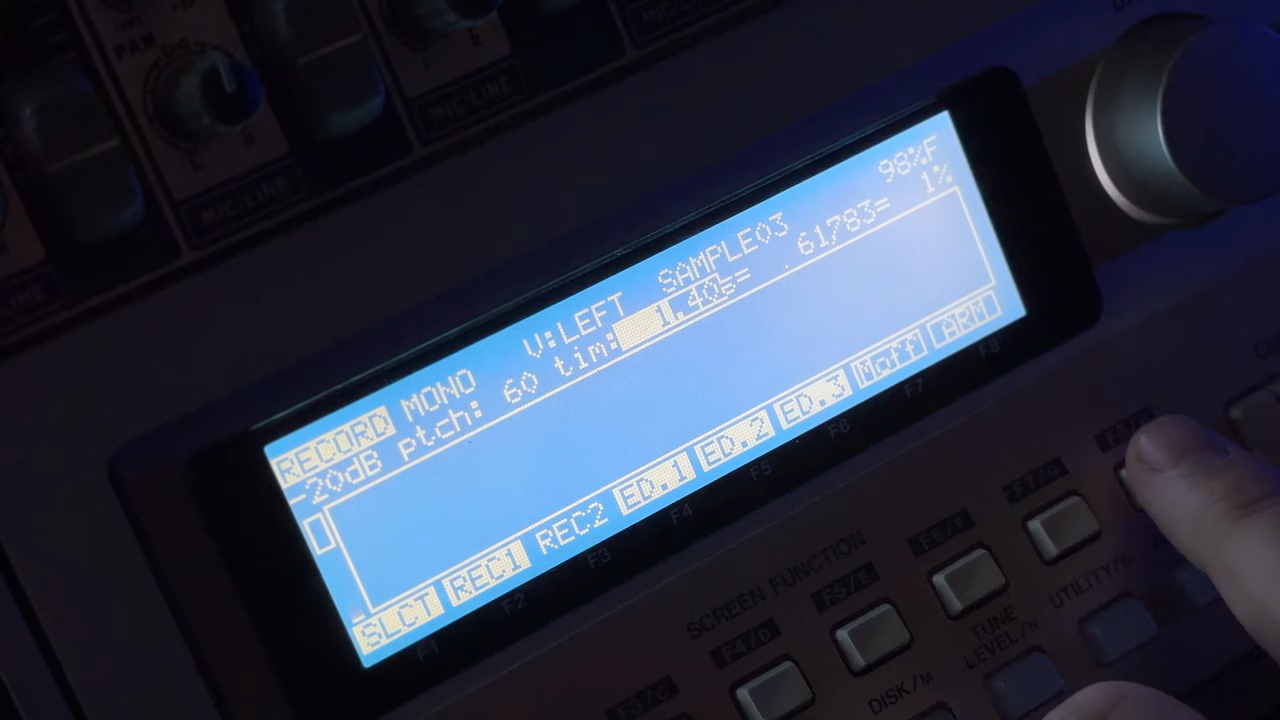 PAN
L
R
L
R
MIC/LINE
MIC/LINE
MIC/LINE
98%F
RECORD MONO V:LEFT SAMPLE03 1%
-20dB ptch: 60 tim: 1.40s= . 61783=
SLCT REC1 REC2 ED.1 ED.2 ED.3 Moff ARM
F1 F2 F3 F4 F5 F6 F7 F8
SCREEN FUNCTION
F3/C F4/D F5/E F6/F F7/G
DISK/M
TUNE
LEVEL/N
UTILITY/